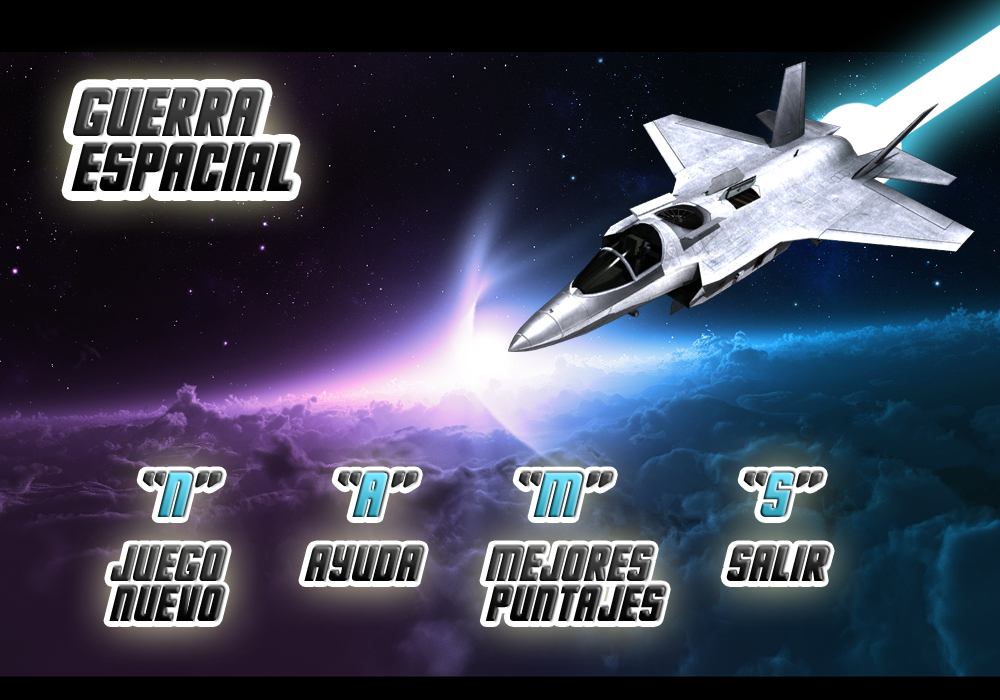 GUERRA
ESPACIAL
"N" "A" "M" "S"
JUEGO
NUEVO
AYUDA
MEJORES
PUNTAJES
SALIR